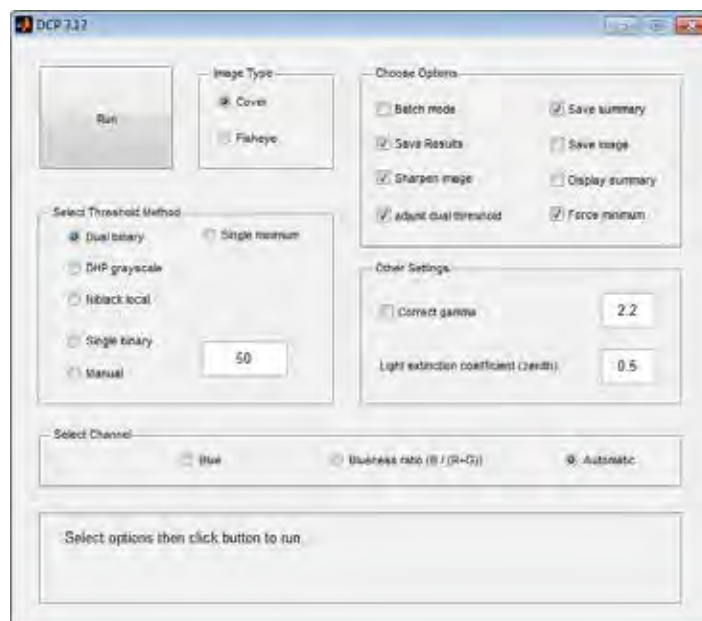 DCP 3.12
Run
Image Type
Cover
Fisheye
Choose Options
Batch mode
Save summary
Save Results
Save image
Sharpen image
Display summary
adjust dual threshold
Force minimum
Select Threshold Method
Dual binary
Single minimum
DHP grayscale
Niblack local
Single binary
Manual
50
Other Settings
Correct gamma
2.2
Light extinction coefficient (zenith)
0.5
Select Channel
Blue
Blueness ratio (B / (R+G))
Automatic
Select options then click button to run